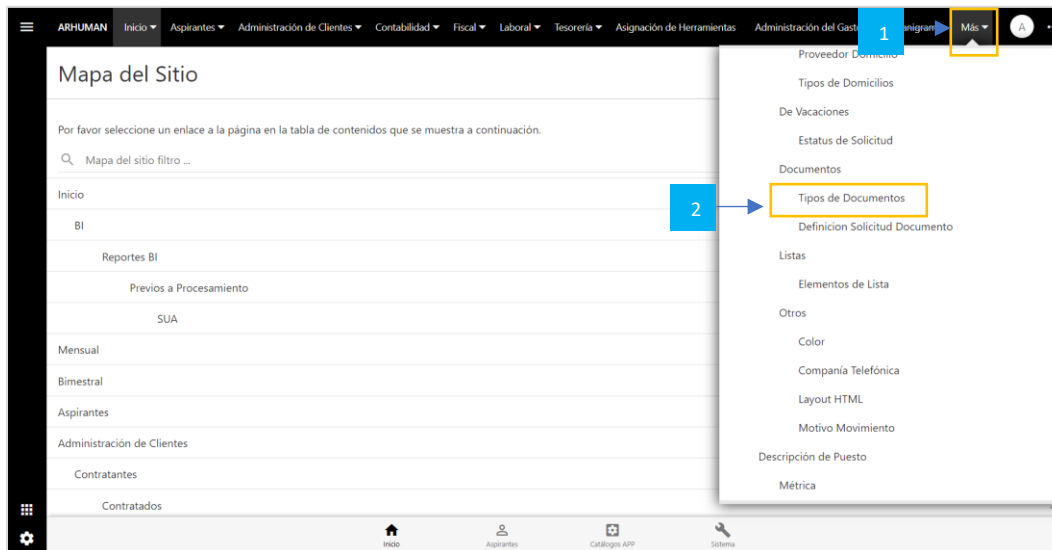 ARHUMAN Inicio Aspirantes Administración de Clientes Contabilidad Fiscal Laboral Tesorería Asignación de Herramientas Administración del Gasto Más A
1
Mapa del Sitio
Por favor seleccione un enlace a la página en la tabla de contenidos que se muestra a continuación.
Mapa del sitio filtro ...
Inicio
BI
Reportes BI
Previos a Procesamiento
SUA
Mensual
Bimestral
Aspirantes
Administración de Clientes
Contratantes
Contratados
Proveedor Domicilio
Tipos de Domicilios
De Vacaciones
Estatus de Solicitud
Documentos
2
Tipos de Documentos
Definicion Solicitud Documento
Listas
Elementos de Lista
Otros
Color
Companía Telefónica
Layout HTML
Motivo Movimiento
Descripción de Puesto
Métrica
Inicio Aspirantes Catálogos APP Sistema